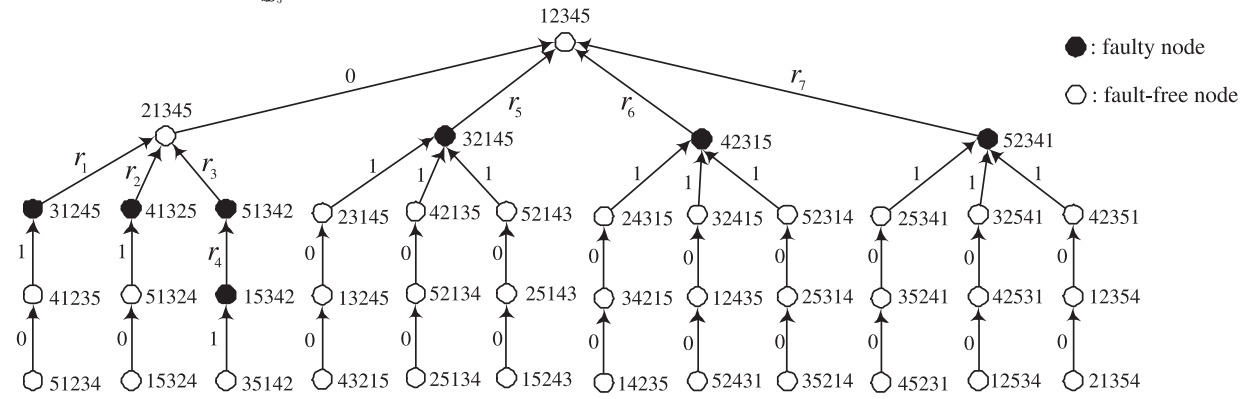 12345
: faulty node
: fault-free node
0
r5
r6
r7
21345
32145
42315
52341
r1
r2
r3
1 1 1
1 1 1
1 1 1
31245 41325 51342 23145 42135 52143 24315 32415 52314 25341 32541 42351
1 1 r4 0 0 0 0 0 0 0 0 0
41235 51324 15342 13245 52134 25143 34215 12435 25314 35241 42531 12354
0 0 1 0 0 0 0 0 0 0 0 0
51234 15324 35142 43215 25134 15243 14235 52431 35214 45231 12534 21354